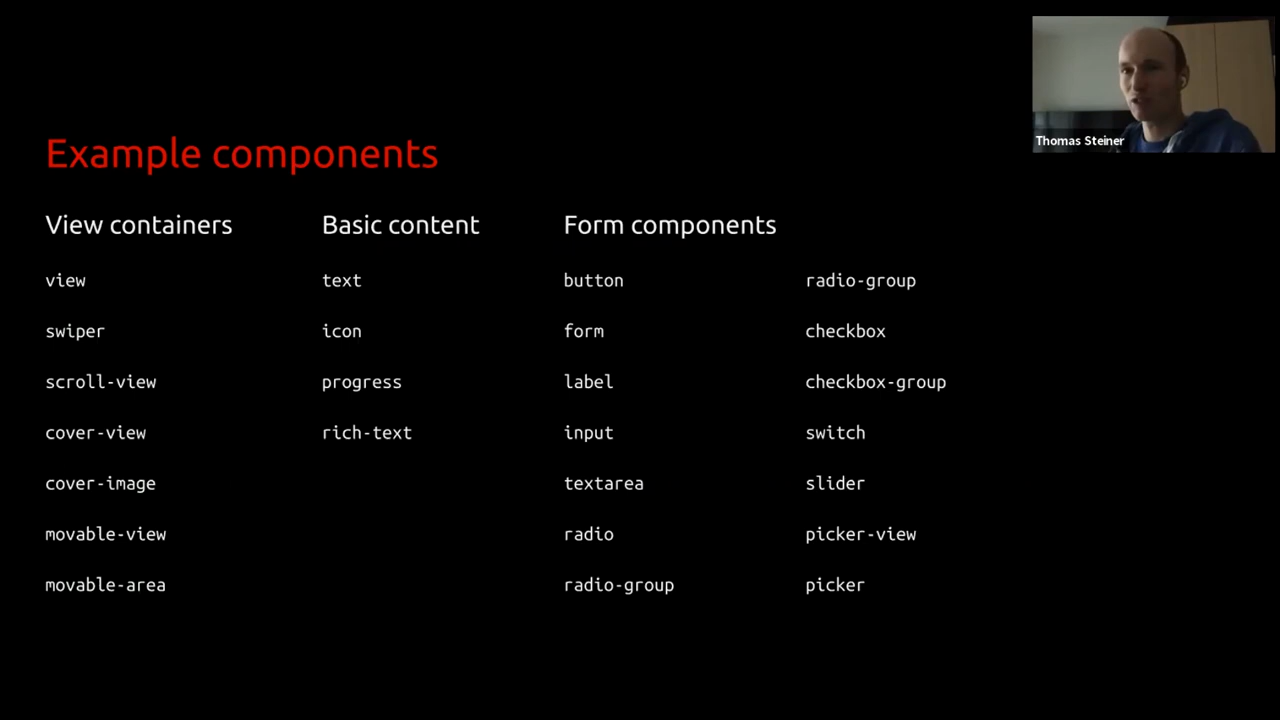 Thomas Steiner
Example components
View containers
view
swiper
scroll-view
cover-view
cover-image
movable-view
movable-area
Basic content
text
icon
progress
rich-text
Form components
button
form
label
input
textarea
radio
radio-group
radio-group
checkbox
checkbox-group
switch
slider
picker-view
picker